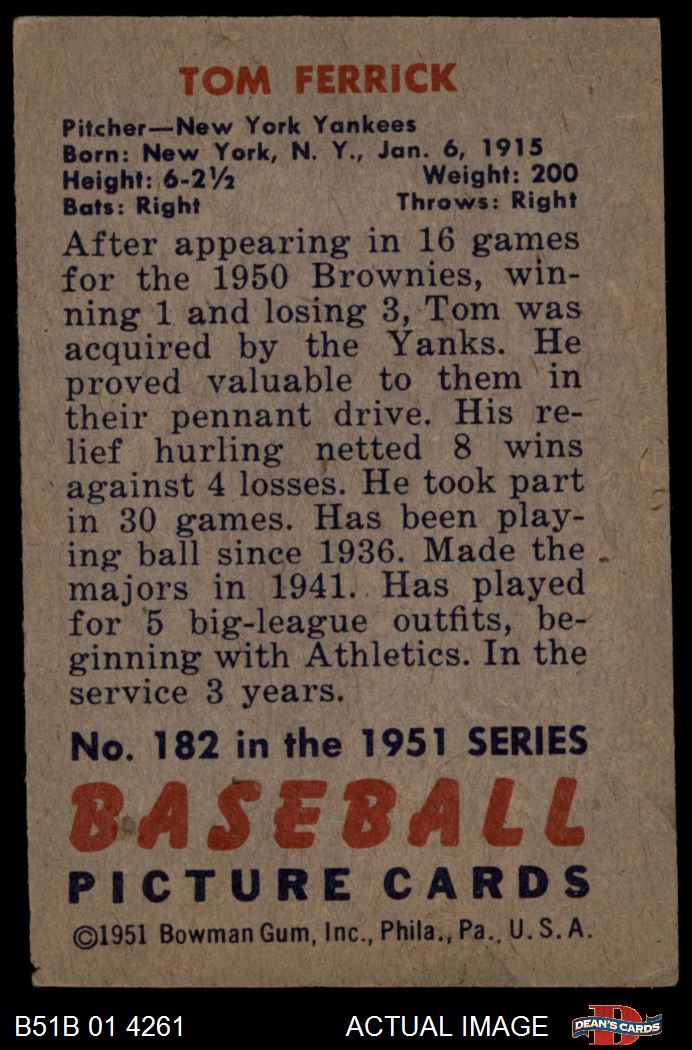 TOM FERRICK
Pitcher—New York Yankees
Born: New York, N. Y., Jan. 6, 1915
Height: 6-2½ Weight: 200
Bats: Right Throws: Right
After appearing in 16 games
for the 1950 Brownies, win-
ning 1 and losing 3, Tom was
acquired by the Yanks. He
proved valuable to them in
their pennant drive. His re-
lief hurling netted 8 wins
against 4 losses. He took part
in 30 games. Has been play-
ing ball since 1936. Made the
majors in 1941. Has played
for 5 big-league outfits, be-
ginning with Athletics. In the
service 3 years.
No. 182 in the 1951 SERIES
BASEBALL
PICTURE CARDS
©1951 Bowman Gum, Inc., Phila., Pa., U. S. A.
B51B 01 4261 ACTUAL IMAGE D DEAN'S CARDS